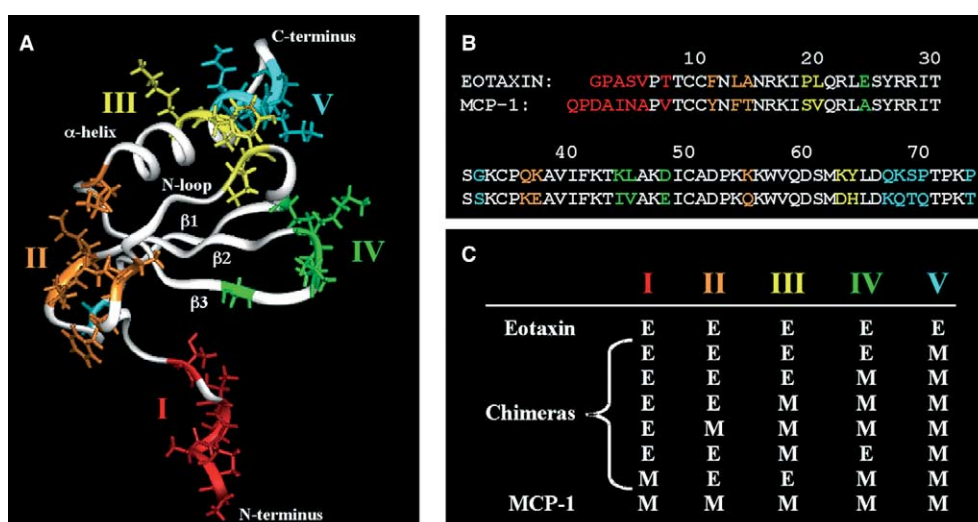 A
C-terminus
III
V
α-helix
N-loop
β1
II
β2
IV
β3
I
N-terminus
B
10 20 30
EOTAXIN: GPASVPTTCCFNLANRKIPLQRLESYRRIT
MCP-1: QPDAINAPVTCCYNFTNRKISVQRLASYRRIT
40 50 60 70
SGKCPQKAVIFKTKLAKDICADPKKKWVQDSMKYLDQKSPTPKP
SSKCPKEAVIFKTIVAKEICADPKQKWVQDSMDHLDKQTQTPKT
C
I II III IV V
Eotaxin E E E E E
E E E E M
E E E M M
Chimeras E E M M M
E M M M M
E E M E M
M E E M M
MCP-1 M M M M M